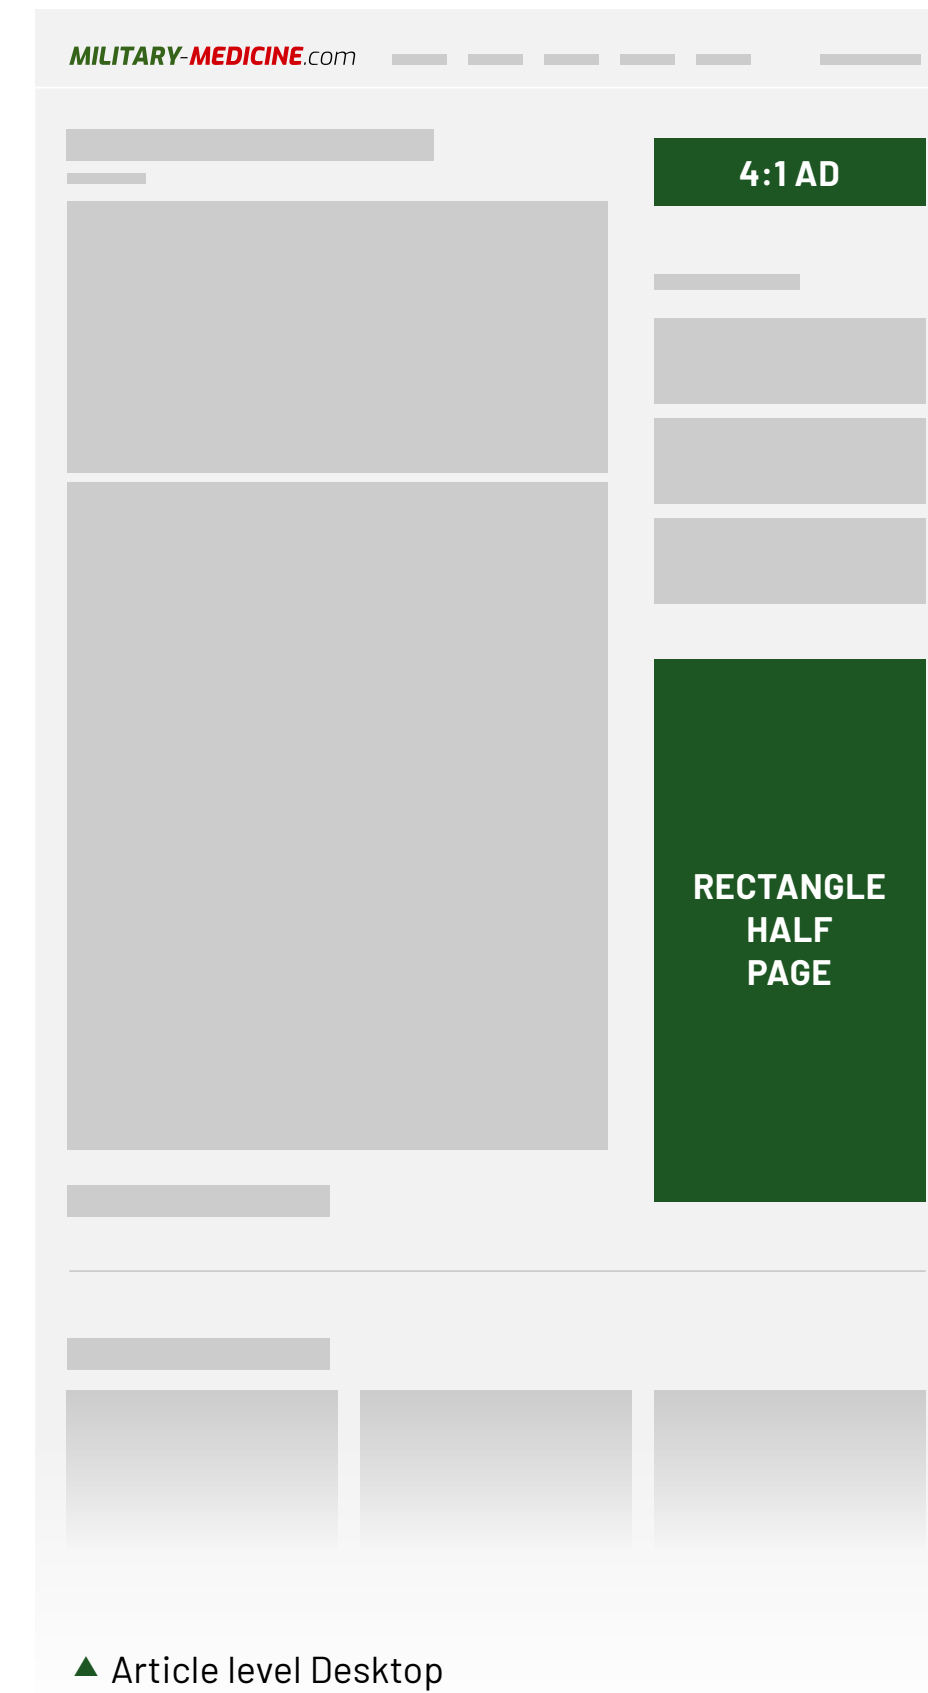 MILITARY-MEDICINE.com
4:1 AD
RECTANGLE
HALF
PAGE
Article level Desktop